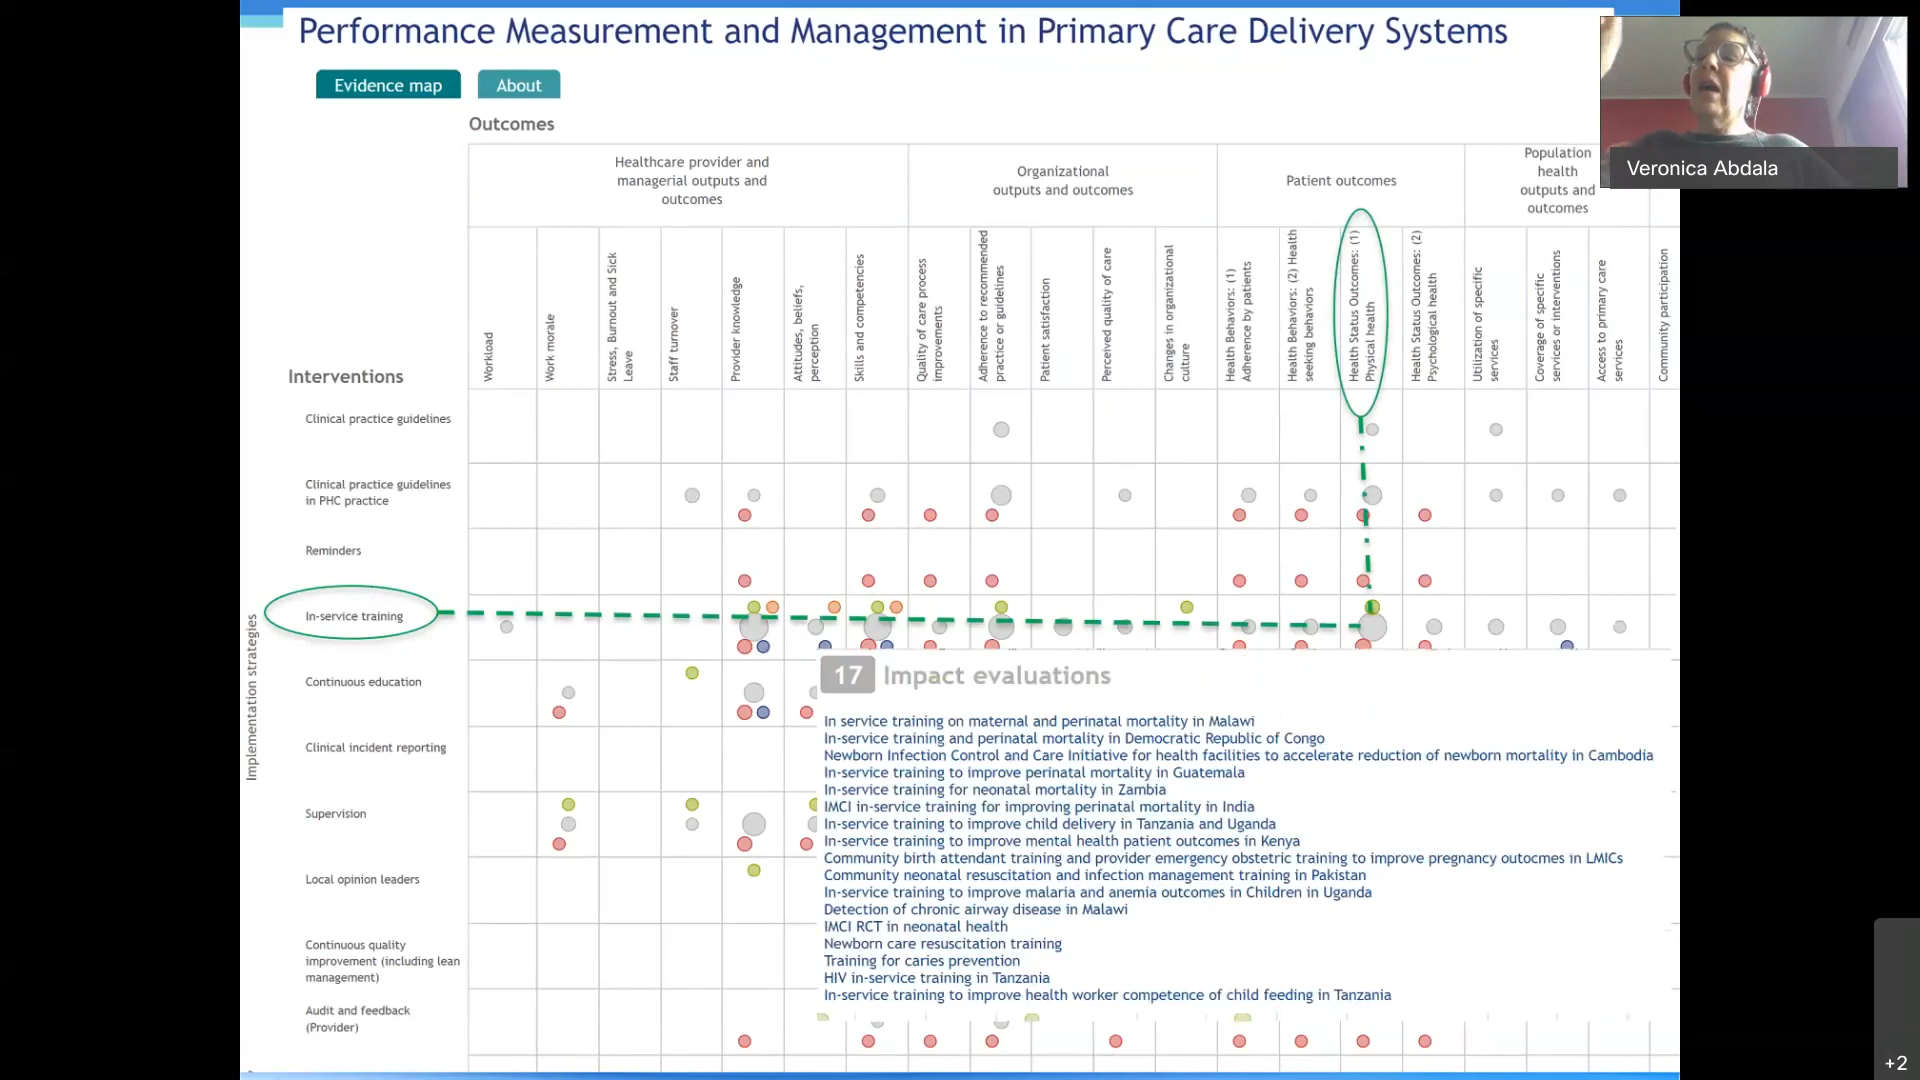 Performance Measurement and Management in Primary Care Delivery Systems
Evidence map
About
Veronica Abdala
Outcomes
Healthcare provider and
managerial outputs and
outcomes
Organizational
outputs and outcomes
Patient outcomes
Population
health
outputs and
outcomes
Interventions
Workload
Work morale
Stress, Burnout and Sick
Leave
Staff turnover
Provider knowledge
Attitudes, beliefs,
perception
Skills and competencies
Quality of care process
improvements
Adherence to recommended
practice or guidelines
Patient satisfaction
Perceived quality of care
Changes in organizational
culture
Health Behaviors: (1)
Adherence by patients
Health Behaviors: (2) Health
seeking behaviors
Health Status Outcomes: (1)
Physical health
Health Status Outcomes: (2)
Psychological health
Utilization of specific
services
Coverage of specific
services or interventions
Access to primary care
services
Community participation
Implementation strategies
Clinical practice guidelines
Clinical practice guidelines
in PHC practice
Reminders
In-service training
Continuous education
Clinical incident reporting
Supervision
Local opinion leaders
Continuous quality
improvement (including lean
management)
Audit and feedback
(Provider)
17 Impact evaluations
In service training on maternal and perinatal mortality in Malawi
In-service training and perinatal mortality in Democratic Republic of Congo
Newborn Infection Control and Care Initiative for health facilities to accelerate reduction of newborn mortality in Cambodia
In-service training to improve perinatal mortality in Guatemala
In-service training for neonatal mortality in Zambia
IMCI in-service training for improving perinatal mortality in India
In-service training to improve child delivery in Tanzania and Uganda
In-service training to improve mental health patient outcomes in Kenya
Community birth attendant training and provider emergency obstetric training to improve pregnancy outocmes in LMICs
Community neonatal resuscitation and infection management training in Pakistan
In-service training to improve malaria and anemia outcomes in Children in Uganda
Detection of chronic airway disease in Malawi
IMCI RCT in neonatal health
Newborn care resuscitation training
Training for caries prevention
HIV in-service training in Tanzania
In-service training to improve health worker competence of child feeding in Tanzania
+2